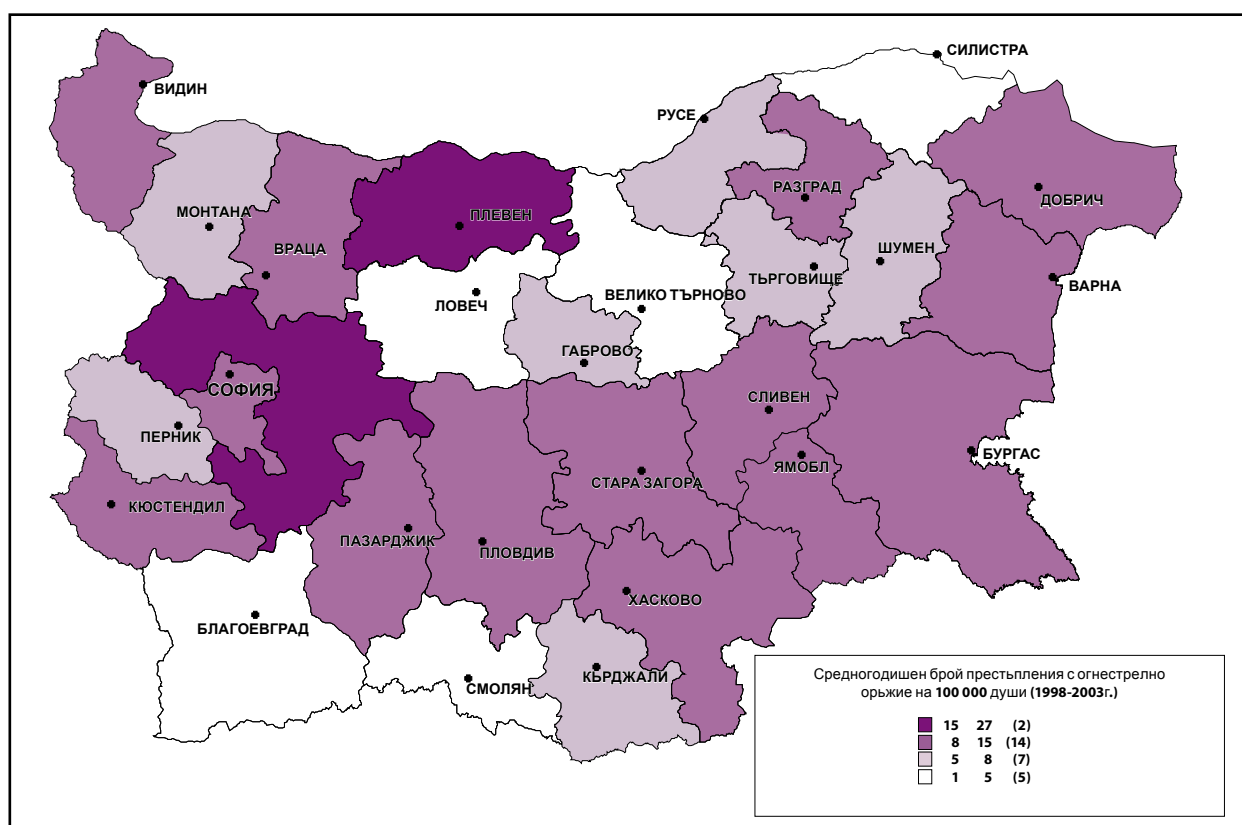 СИЛИСТРА
ВИДИН
РУСЕ
РАЗГРАД
ДОБРИЧ
МОНТАНА
ПЛЕВЕН
ВРАЦА
ШУМЕН
ТЪРГОВИЩЕ
ВАРНА
ЛОВЕЧ
ВЕЛИКО ТЪРНОВО
ГАБРОВО
СОФИЯ
СЛИВЕН
ПЕРНИК
БУРГАС
ЯМОБЛ
СТАРА ЗАГОРА
КЮСТЕНДИЛ
ПАЗАРДЖИК
ПЛОВДИВ
ХАСКОВО
БЛАГОЕВГРАД
СМОЛЯН
КЪРДЖАЛИ
Средногодишен брой престъпления с огнестрелно
оръжие на 100 000 души (1998-2003г.)
15 27 (2)
8 15 (14)
5 8 (7)
1 5 (5)